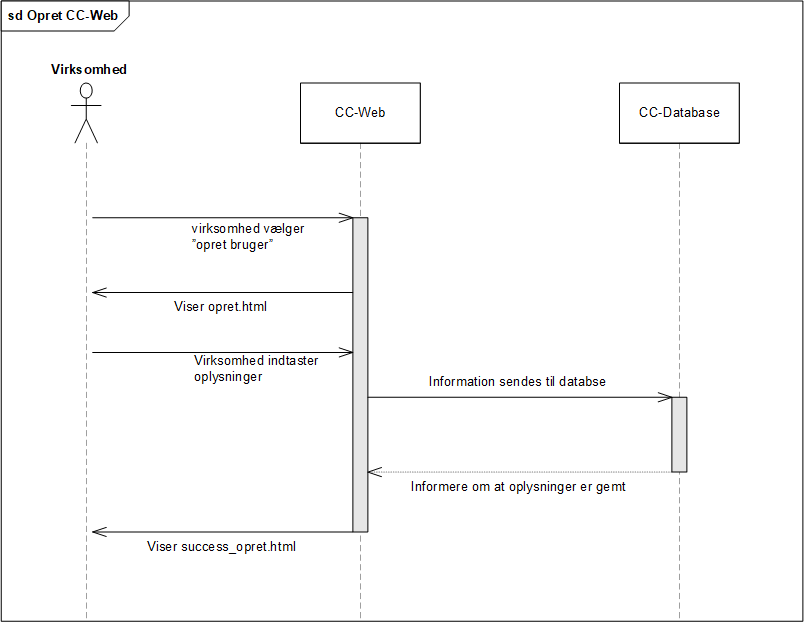 sd Opret CC-Web
Virksomhed
CC-Web
CC-Database
virksomhed vælger
”opret bruger”
Viser opret.html
Virksomhed indtaster
oplysninger
Information sendes til databse
Informere om at oplysninger er gemt
Viser success_opret.html